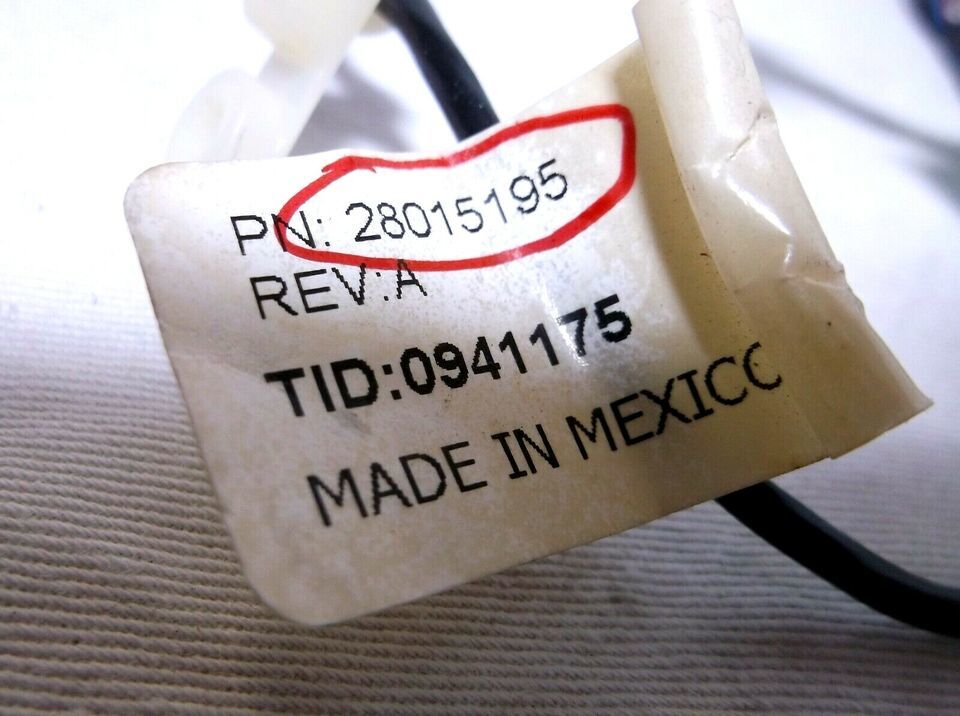 PN: 28015195
REV:A
TID:0941175
MADE IN MEXICO